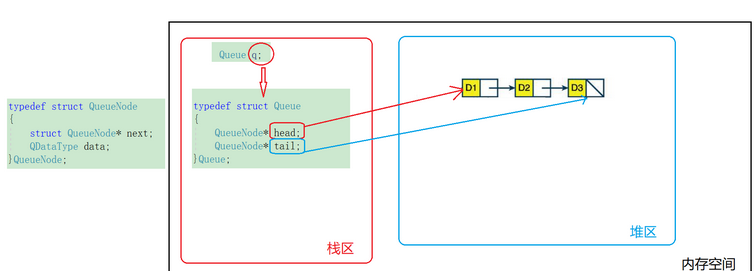 typedef struct QueueNode
{
struct QueueNode* next;
QDataType data;
}QueueNode;
Queue q;
typedef struct Queue
{
QueueNode* head;
QueueNode* tail;
}Queue;
栈区
D1
D2
D3
堆区
内存空间